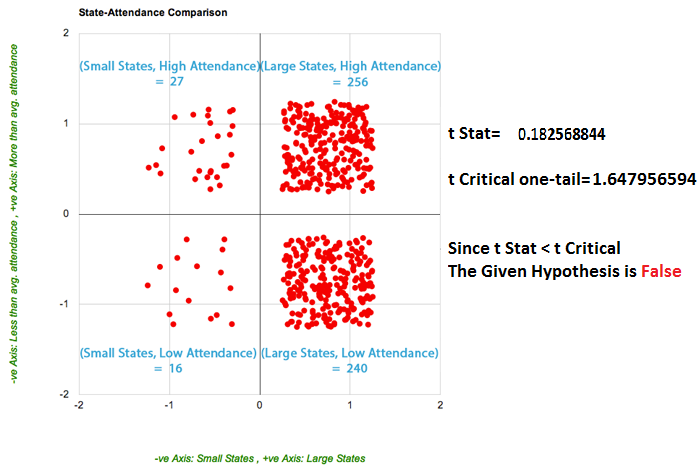 State-Attendance Comparison
2
(Small States, High Attendance)
= 27
(Large States, High Attendance)
= 256
1
0
-1
(Small States, Low Attendance)
= 16
(Large States, Low Attendance)
= 240
-2
-2 -1 0 1 2
-ve Axis: Less than avg. attendance , +ve Axis: More than avg. attendance
-ve Axis: Small States , +ve Axis: Large States
t Stat= 0.182568844
t Critical one-tail=1.647956594
Since t Stat < t Critical
The Given Hypothesis is False